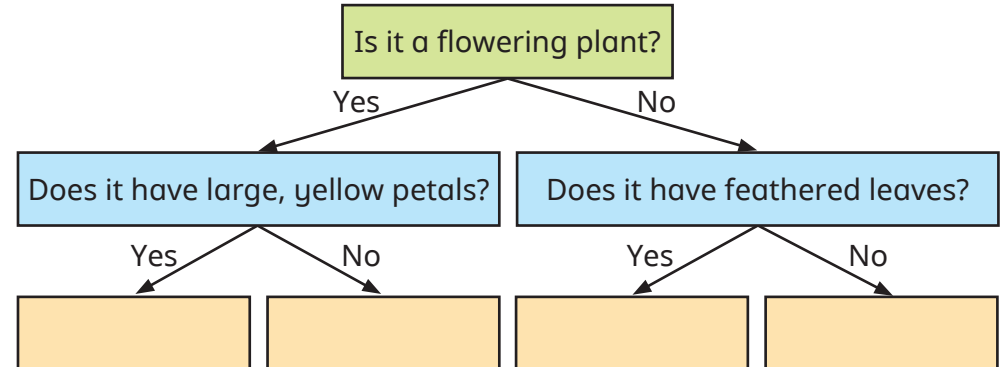 Is it a flowering plant?
Yes
No
Does it have large, yellow petals?
Does it have feathered leaves?
Yes
No
Yes
No